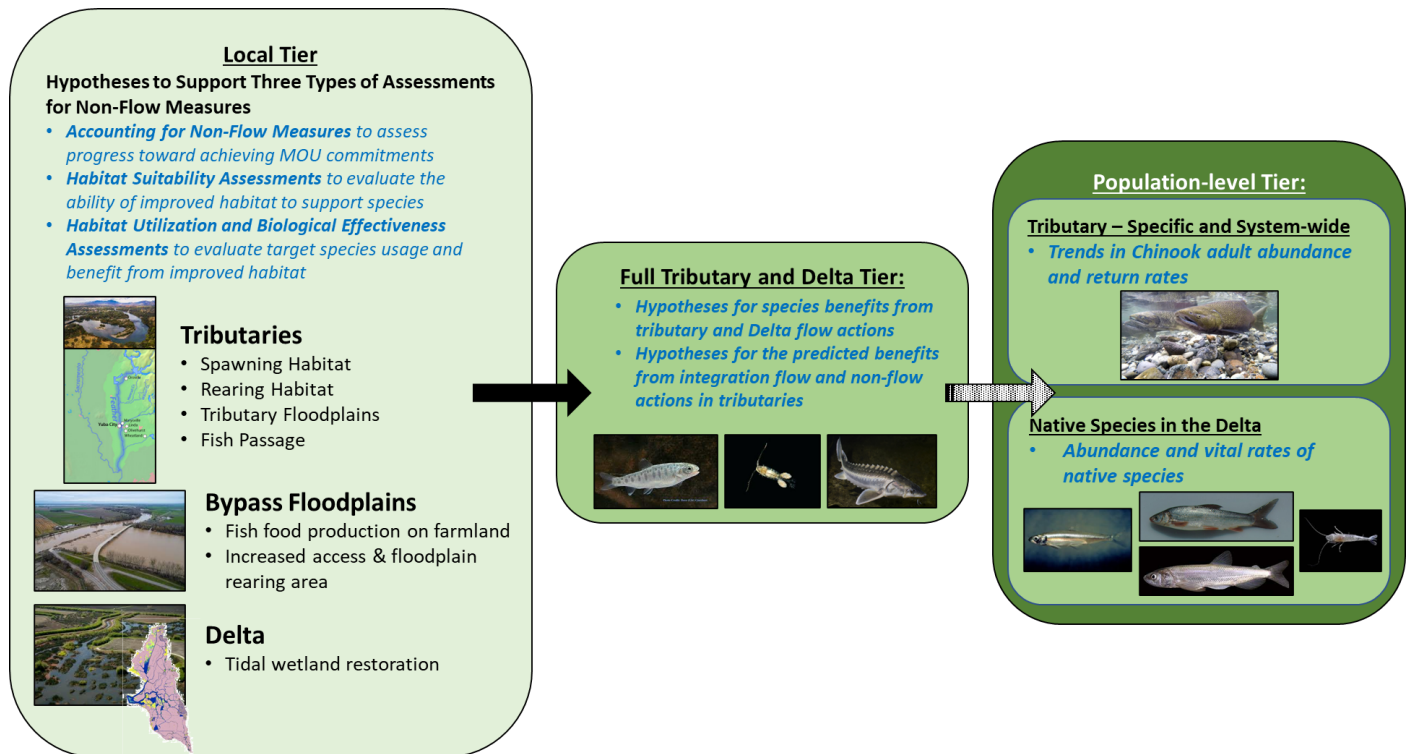 Local Tier
Hypotheses to Support Three Types of Assessments
for Non-Flow Measures
• Accounting for Non-Flow Measures to assess
progress toward achieving MOU commitments
• Habitat Suitability Assessments to evaluate the
ability of improved habitat to support species
• Habitat Utilization and Biological Effectiveness
Assessments to evaluate target species usage and
benefit from improved habitat
Tributaries
• Spawning Habitat
• Rearing Habitat
• Tributary Floodplains
• Fish Passage
Feather
Yuba City
Bypass Floodplains
• Fish food production on farmland
• Increased access & floodplain
rearing area
Delta
• Tidal wetland restoration
Full Tributary and Delta Tier:
• Hypotheses for species benefits from
tributary and Delta flow actions
• Hypotheses for the predicted benefits
from integration flow and non-flow
actions in tributaries
Population-level Tier:
Tributary – Specific and System-wide
• Trends in Chinook adult abundance
and return rates
Native Species in the Delta
• Abundance and vital rates of
native species